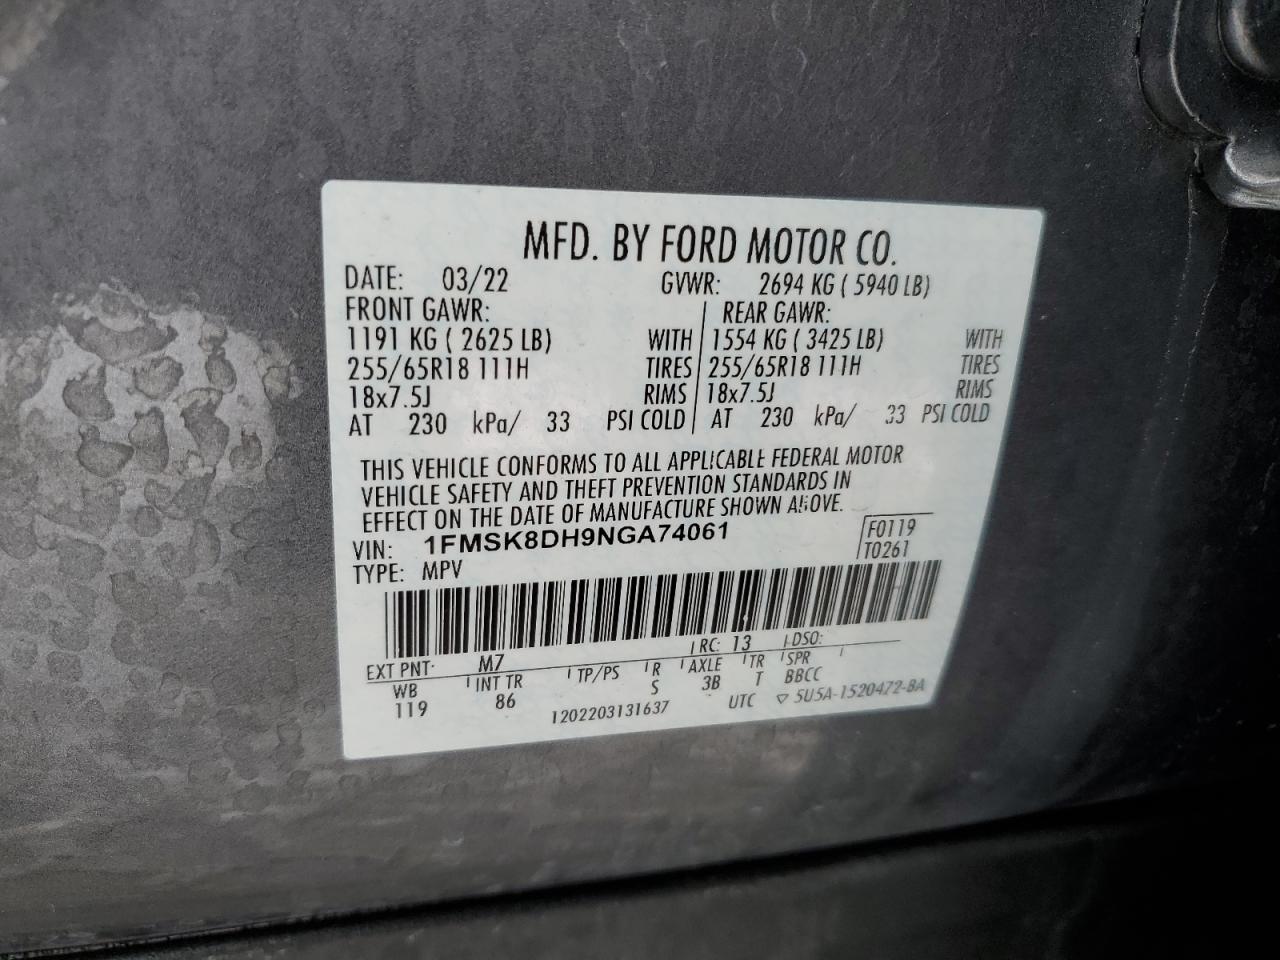 MFD. BY FORD MOTOR CO.
DATE: 03/22 GVWR: 2694 KG ( 5940 LB)
FRONT GAWR: REAR GAWR:
1191 KG ( 2625 LB) WITH 1554 KG ( 3425 LB) WITH
255/65R18 111H TIRES 255/65R18 111H TIRES
18x7.5J RIMS 18x7.5J RIMS
AT 230 kPa/ 33 PSI COLD AT 230 kPa/ 33 PSI COLD
THIS VEHICLE CONFORMS TO ALL APPLICABLE FEDERAL MOTOR
VEHICLE SAFETY AND THEFT PREVENTION STANDARDS IN
EFFECT ON THE DATE OF MANUFACTURE SHOWN ABOVE.
VIN: 1FMSK8DH9NGA74061 F0119
TYPE: MPV T0261
EXT PNT: M7 RC: 13 DSO:
WB INT TR TP/PS R AXLE TR SPR
119 86 S 3B T BBCC
1202203131637 UTC ▽ 5U5A-1520472-BA